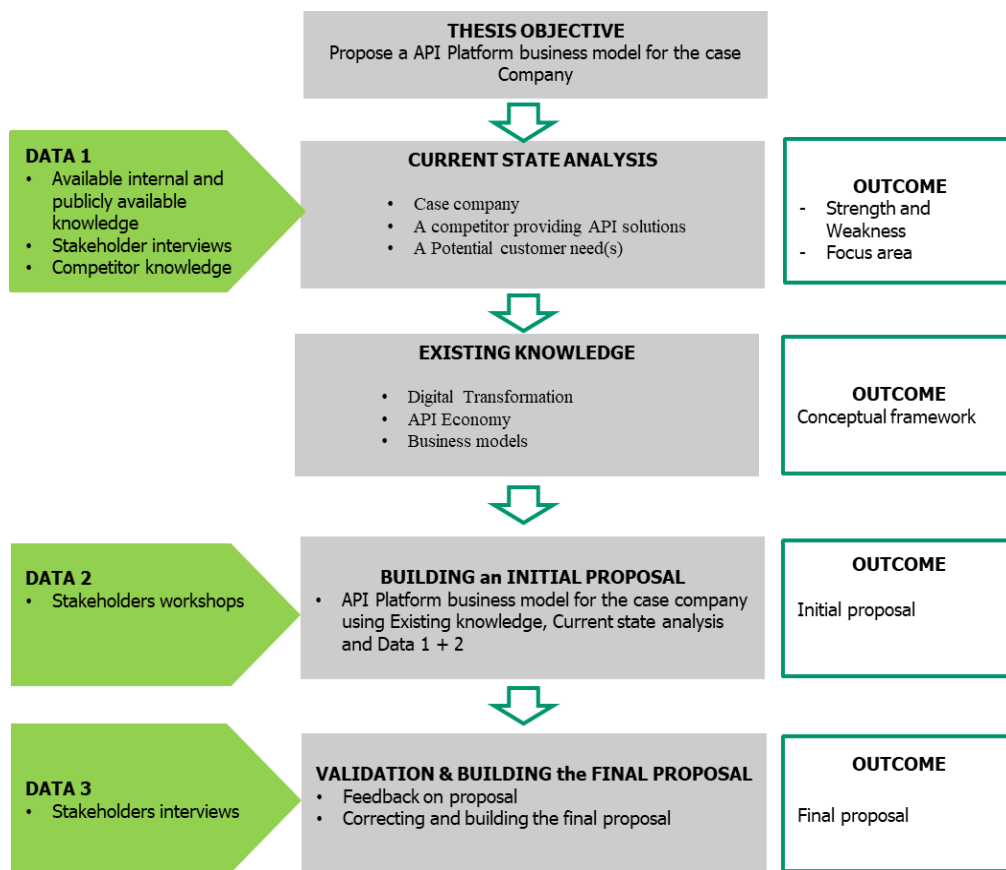 THESIS OBJECTIVE
Propose a API Platform business model for the case
Company
DATA 1
• Available internal and
publicly available
knowledge
• Stakeholder interviews
• Competitor knowledge
CURRENT STATE ANALYSIS
• Case company
• A competitor providing API solutions
• A Potential customer need(s)
OUTCOME
- Strength and
Weakness
- Focus area
EXISTING KNOWLEDGE
• Digital Transformation
• API Economy
• Business models
OUTCOME
Conceptual framework
DATA 2
• Stakeholders workshops
BUILDING an INITIAL PROPOSAL
• API Platform business model for the case company
using Existing knowledge, Current state analysis
and Data 1 + 2
OUTCOME
Initial proposal
DATA 3
• Stakeholders interviews
VALIDATION & BUILDING the FINAL PROPOSAL
• Feedback on proposal
• Correcting and building the final proposal
OUTCOME
Final proposal